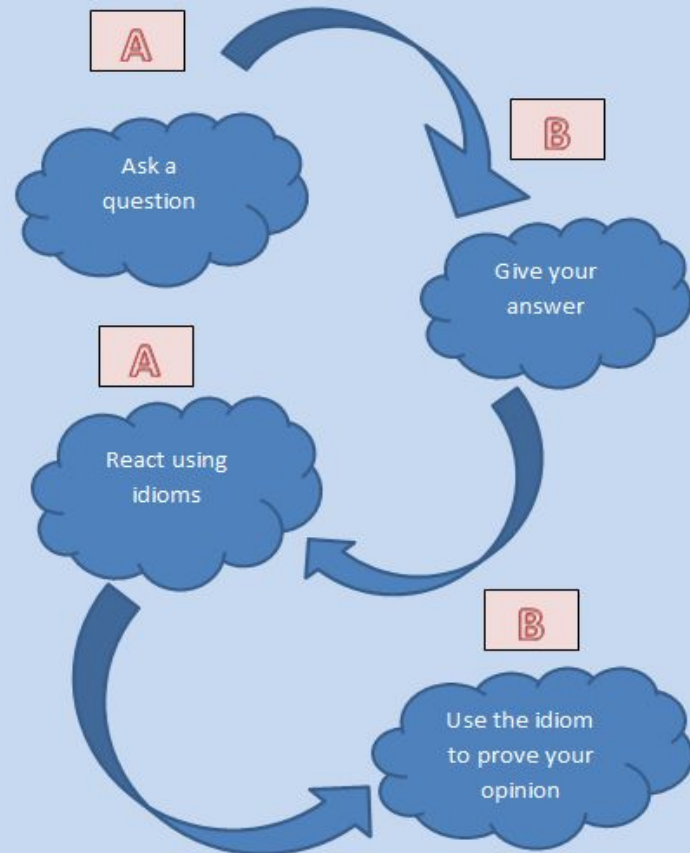 A
Ask a
question
B
Give your
answer
A
React using
idioms
B
Use the idiom
to prove your
opinion